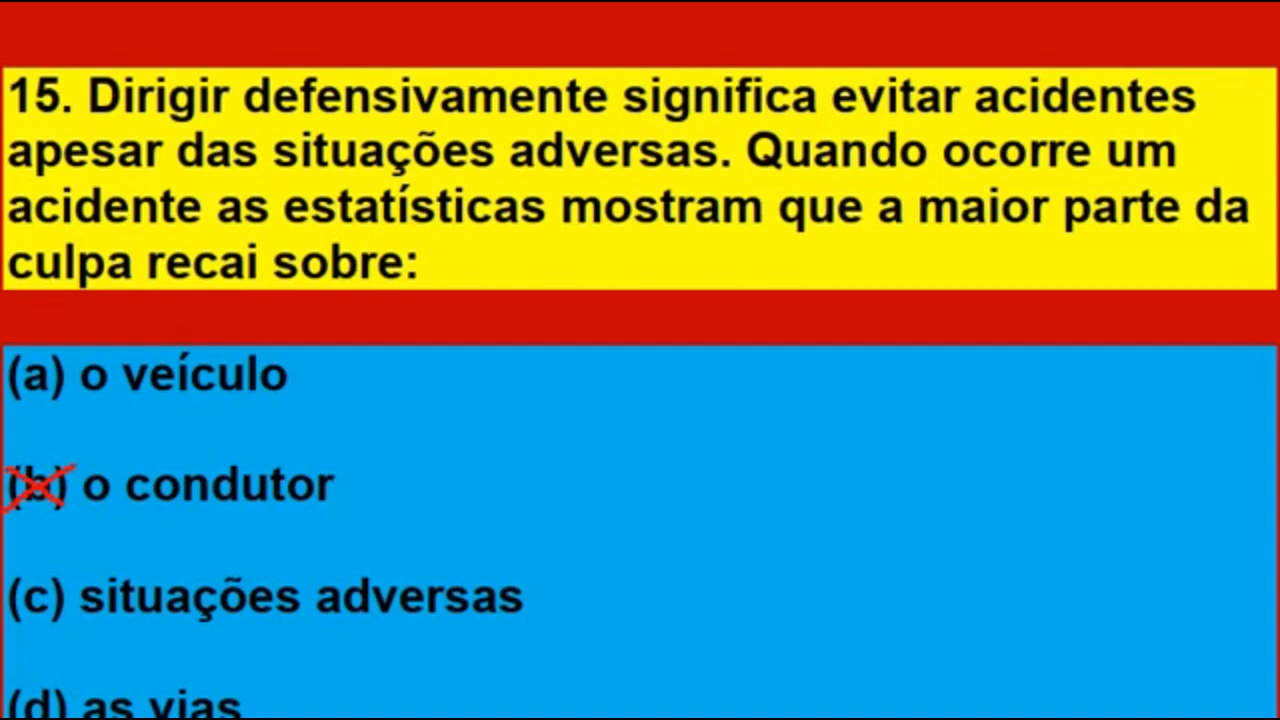 15. Dirigir defensivamente significa evitar acidentes
apesar das situações adversas. Quando ocorre um
acidente as estatísticas mostram que a maior parte da
culpa recai sobre:
(a) o veículo
(b) o condutor
(c) situações adversas
(d) as vias